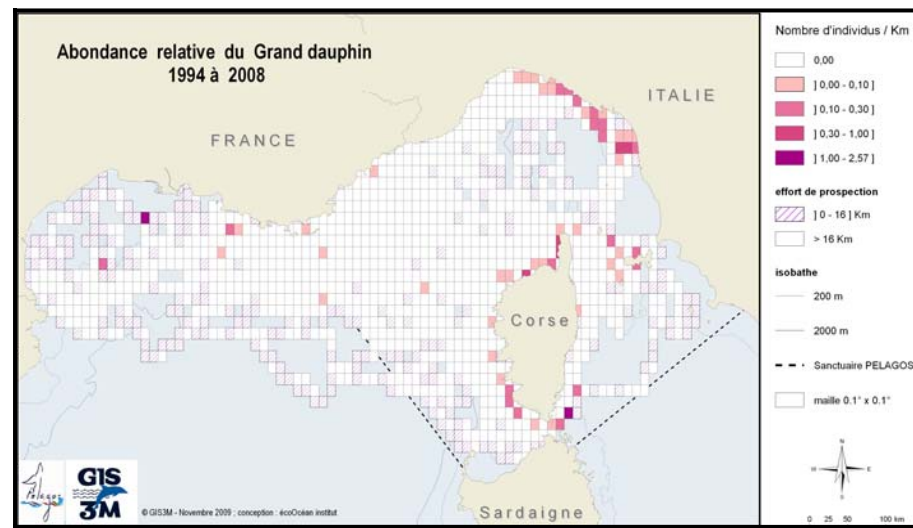 Abondance relative du Grand dauphin
1994 à 2008
FRANCE
ITALIE
Corse
Sardaigne
Nombre d'individus / Km
0,00
] 0,00 - 0,10 ]
] 0,10 - 0,30 ]
] 0,30 - 1,00 ]
] 1,00 - 2,57 ]
effort de prospection
] 0 - 16 ] Km
> 16 Km
isobathe
200 m
2000 m
Sanctuaire PELAGOS
maille 0.1° x 0.1°
N
E
S
0 25 50 100 km
Pelagos
GIS
3M
© GIS3M - Novembre 2009 ; conception : écoOcéan institut